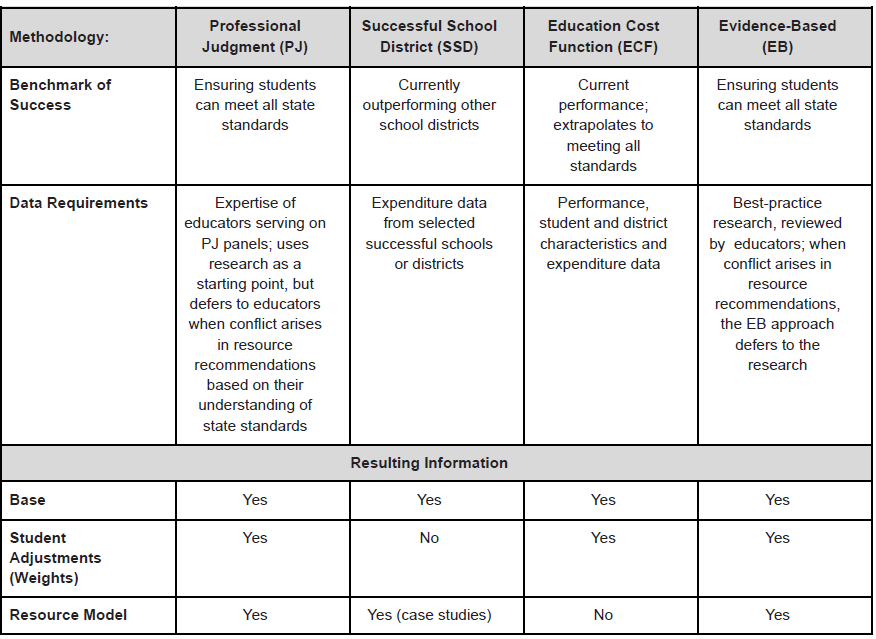 Methodology:
Professional
Judgment (PJ)
Successful School
District (SSD)
Education Cost
Function (ECF)
Evidence-Based
(EB)
Benchmark of
Success
Ensuring students
can meet all state
standards
Currently
outperforming other
school districts
Current
performance;
extrapolates to
meeting all
standards
Ensuring students
can meet all state
standards
Data Requirements
Expertise of
educators serving on
PJ panels; uses
research as a
starting point, but
defers to educators
when conflict arises
in resource
recommendations
based on their
understanding of
state standards
Expenditure data
from selected
successful schools
or districts
Performance,
student and district
characteristics and
expenditure data
Best-practice
research, reviewed
by educators; when
conflict arises in
resource
recommendations,
the EB approach
defers to the
research
Resulting Information
Base
Yes
Yes
Yes
Yes
Student
Adjustments
(Weights)
Yes
No
Yes
Yes
Resource Model
Yes
Yes (case studies)
No
Yes